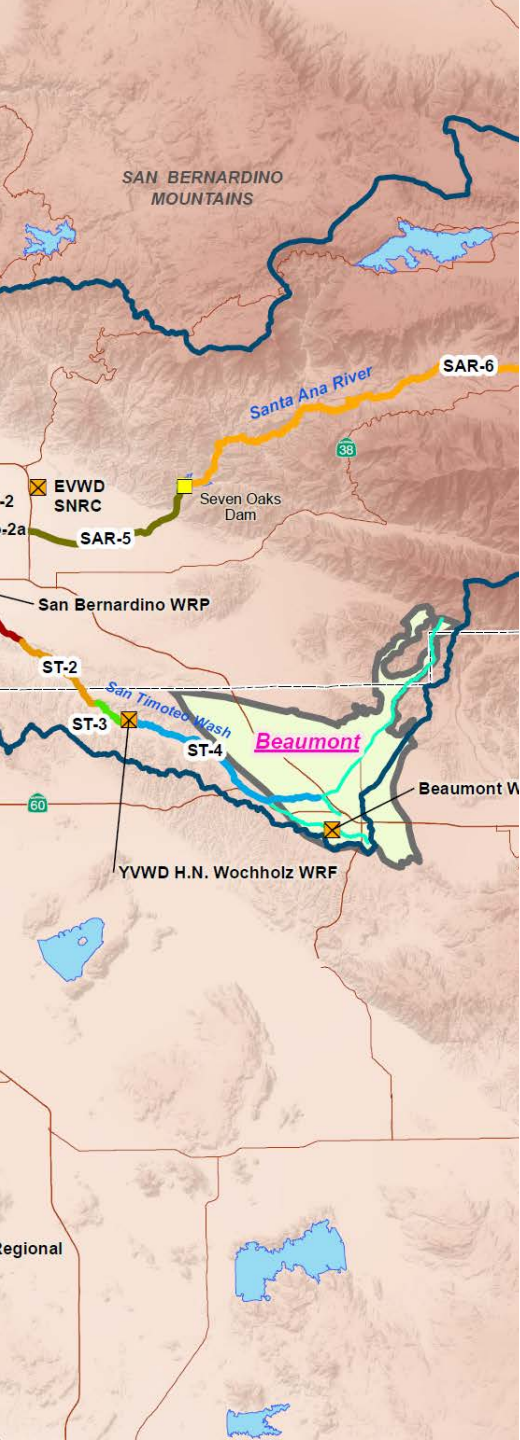 SAN BERNARDINO
MOUNTAINS
SAR-6
Santa Ana River
38
EVWD
SNRC
-2
-2a
Seven Oaks
Dam
SAR-5
San Bernardino WRP
ST-2
San Timoteo Wash
ST-3
ST-4
Beaumont
Beaumont W
60
YVWD H.N. Wochholz WRF
Regional